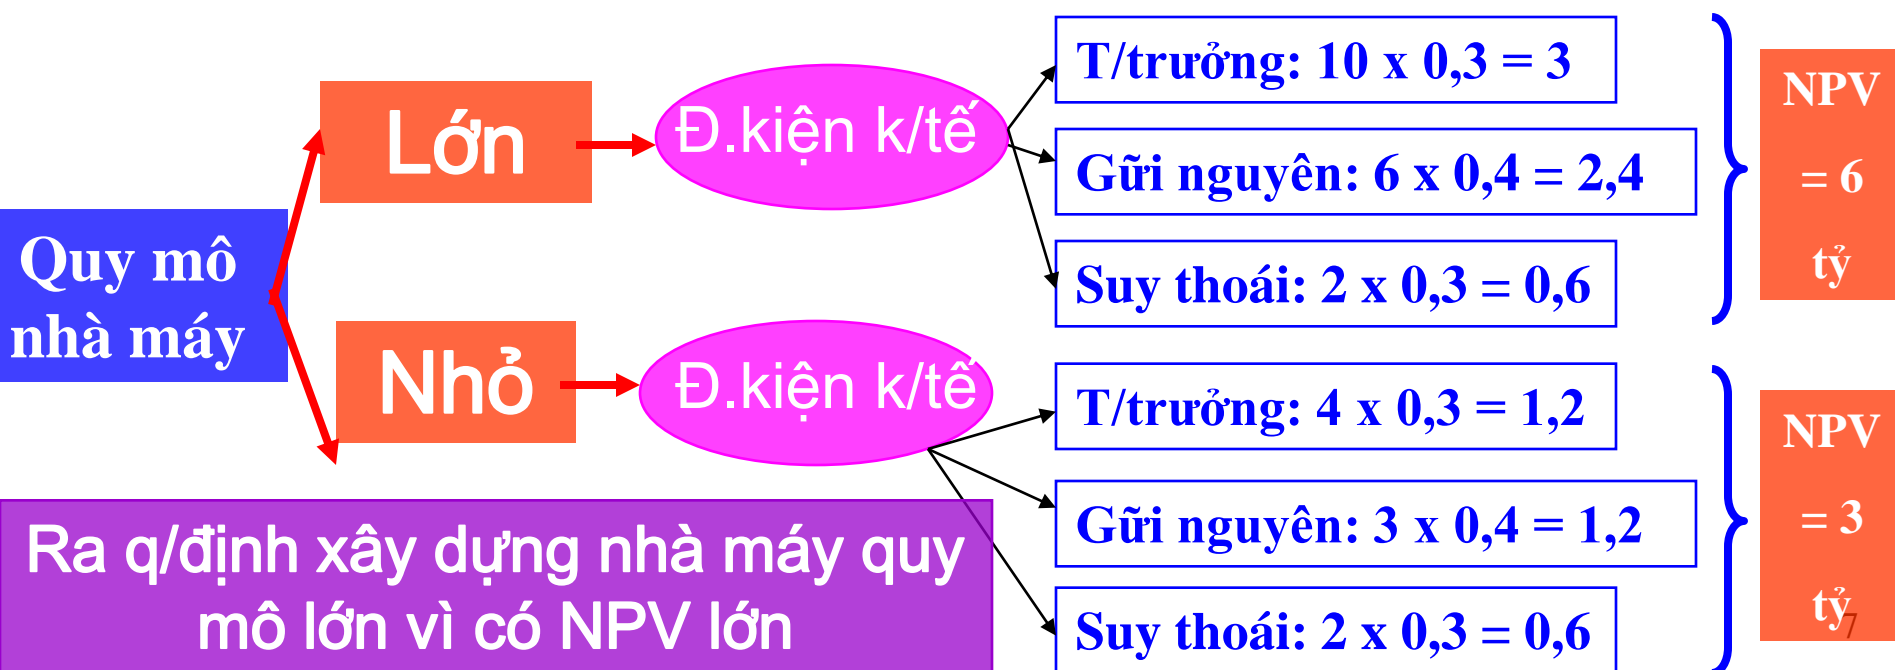 Quy mô
nhà máy
Lớn
Đ.kiện k/tế
T/trưởng: 10 x 0,3 = 3
Gữi nguyên: 6 x 0,4 = 2,4
Suy thoái: 2 x 0,3 = 0,6
NPV
= 6
tỷ
Nhỏ
Đ.kiện k/tế
T/trưởng: 4 x 0,3 = 1,2
Gữi nguyên: 3 x 0,4 = 1,2
Suy thoái: 2 x 0,3 = 0,6
NPV
= 3
tỷ
Ra q/định xây dựng nhà máy quy
mô lớn vì có NPV lớn
7